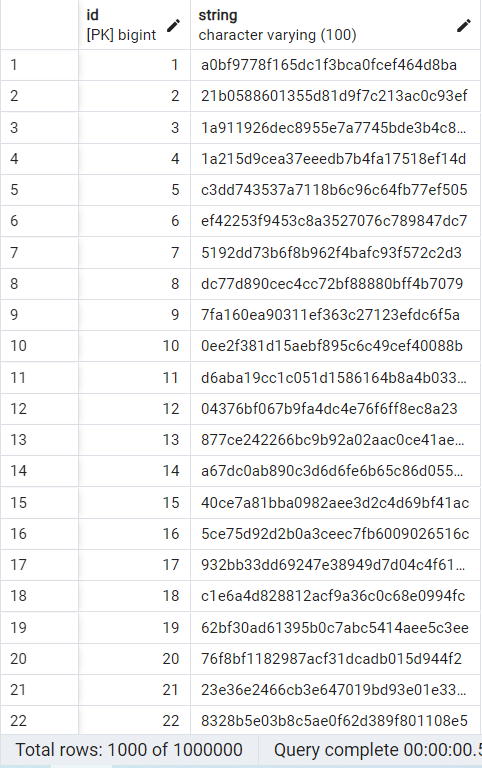 id string
[PK] bigint character varying (100)
1 1 a0bf9778f165dc1f3bca0fcef464d8ba
2 2 21b0588601355d81d9f7c213ac0c93ef
3 3 1a911926dec8955e7a7745bde3b4c8…
4 4 1a215d9cea37eeedb7b4fa17518ef14d
5 5 c3dd743537a7118b6c96c64fb77ef505
6 6 ef42253f9453c8a3527076c789847dc7
7 7 5192dd73b6f8b962f4bafc93f572c2d3
8 8 dc77d890cec4cc72bf88880bff4b7079
9 9 7fa160ea90311ef363c27123efdc6f5a
10 10 0ee2f381d15aebf895c6c49cef40088b
11 11 d6aba19cc1c051d1586164b8a4b033…
12 12 04376bf067b9fa4dc4e76f6ff8ec8a23
13 13 877ce242266bc9b92a02aac0ce41ae…
14 14 a67dc0ab890c3d6d6fe6b65c86d055…
15 15 40ce7a81bba0982aee3d2c4d69bf41ac
16 16 5ce75d92d2b0a3ceec7fb6009026516c
17 17 932bb33dd69247e38949d7d04c4f61…
18 18 c1e6a4d828812acf9a36c0c68e0994fc
19 19 62bf30ad61395b0c7abc5414aee5c3ee
20 20 76f8bf1182987acf31dcadb015d944f2
21 21 23e36e2466cb3e647019bd93e01e33…
22 22 8328b5e03b8c5ae0f62d389f801108e5
Total rows: 1000 of 1000000 Query complete 00:00:00.5